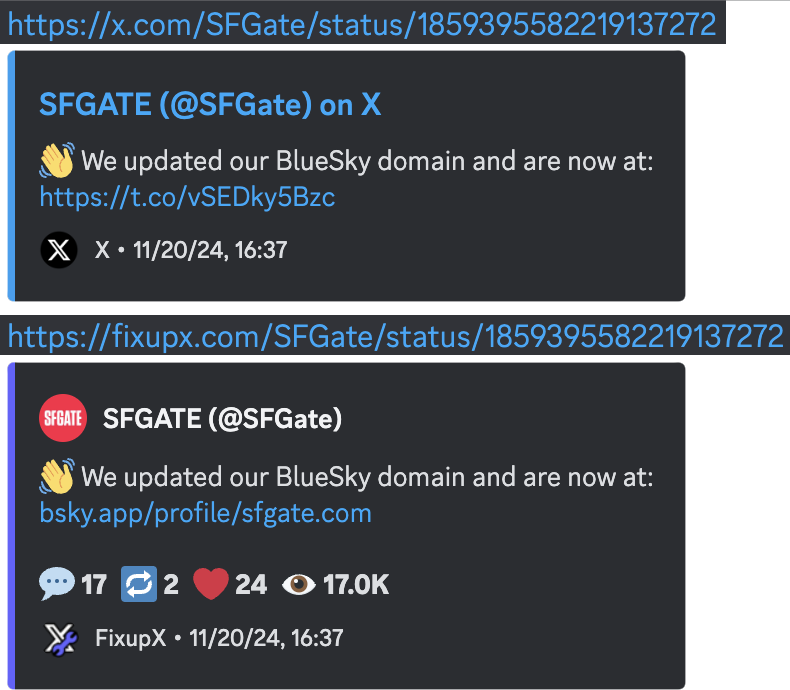 https://x.com/SFGate/status/1859395582219137272
SFGATE (@SFGate) on X
👋 We updated our BlueSky domain and are now at:
https://t.co/vSEDky5Bzc
X • 11/20/24, 16:37
https://fixupx.com/SFGate/status/1859395582219137272
SFGATE SFGATE (@SFGate)
👋 We updated our BlueSky domain and are now at:
bsky.app/profile/sfgate.com
💬 17 🔁 2 ❤️ 24 👁️ 17.0K
FixupX • 11/20/24, 16:37